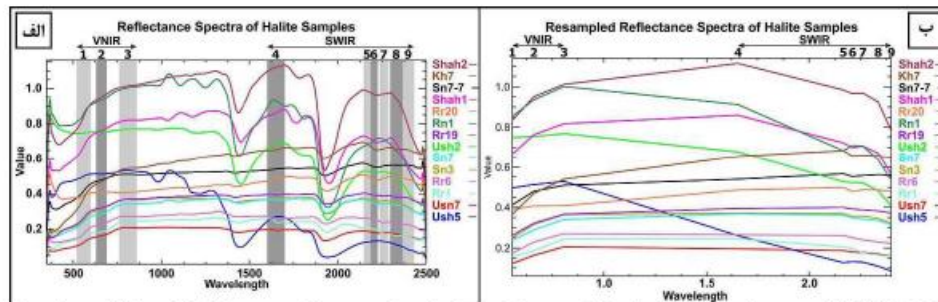 الف
Reflectance Spectra of Halite Samples
VNIR SWIR
1 2 3 4 5 6 7 8 9
Value
1.0
0.8
0.6
0.4
0.2
500 1000 1500 2000 2500
Wavelength
Shah2
Kh7
Sn7-7
Shah1
Rr20
Rn1
Rr19
Ush2
Sn7
Sn3
Rr6
Rr1
Usn7
Ush5
ب
Resampled Reflectance Spectra of Halite Samples
VNIR SWIR
1 2 3 4 5 6 7 8 9
Value
1.0
0.8
0.6
0.4
0.2
1.0 1.5 2.0
Wavelength
Shah2
Kh7
Sn7-7
Shah1
Rr20
Rn1
Rr19
Ush2
Sn7
Sn3
Rr6
Rr1
Usn7
Ush5